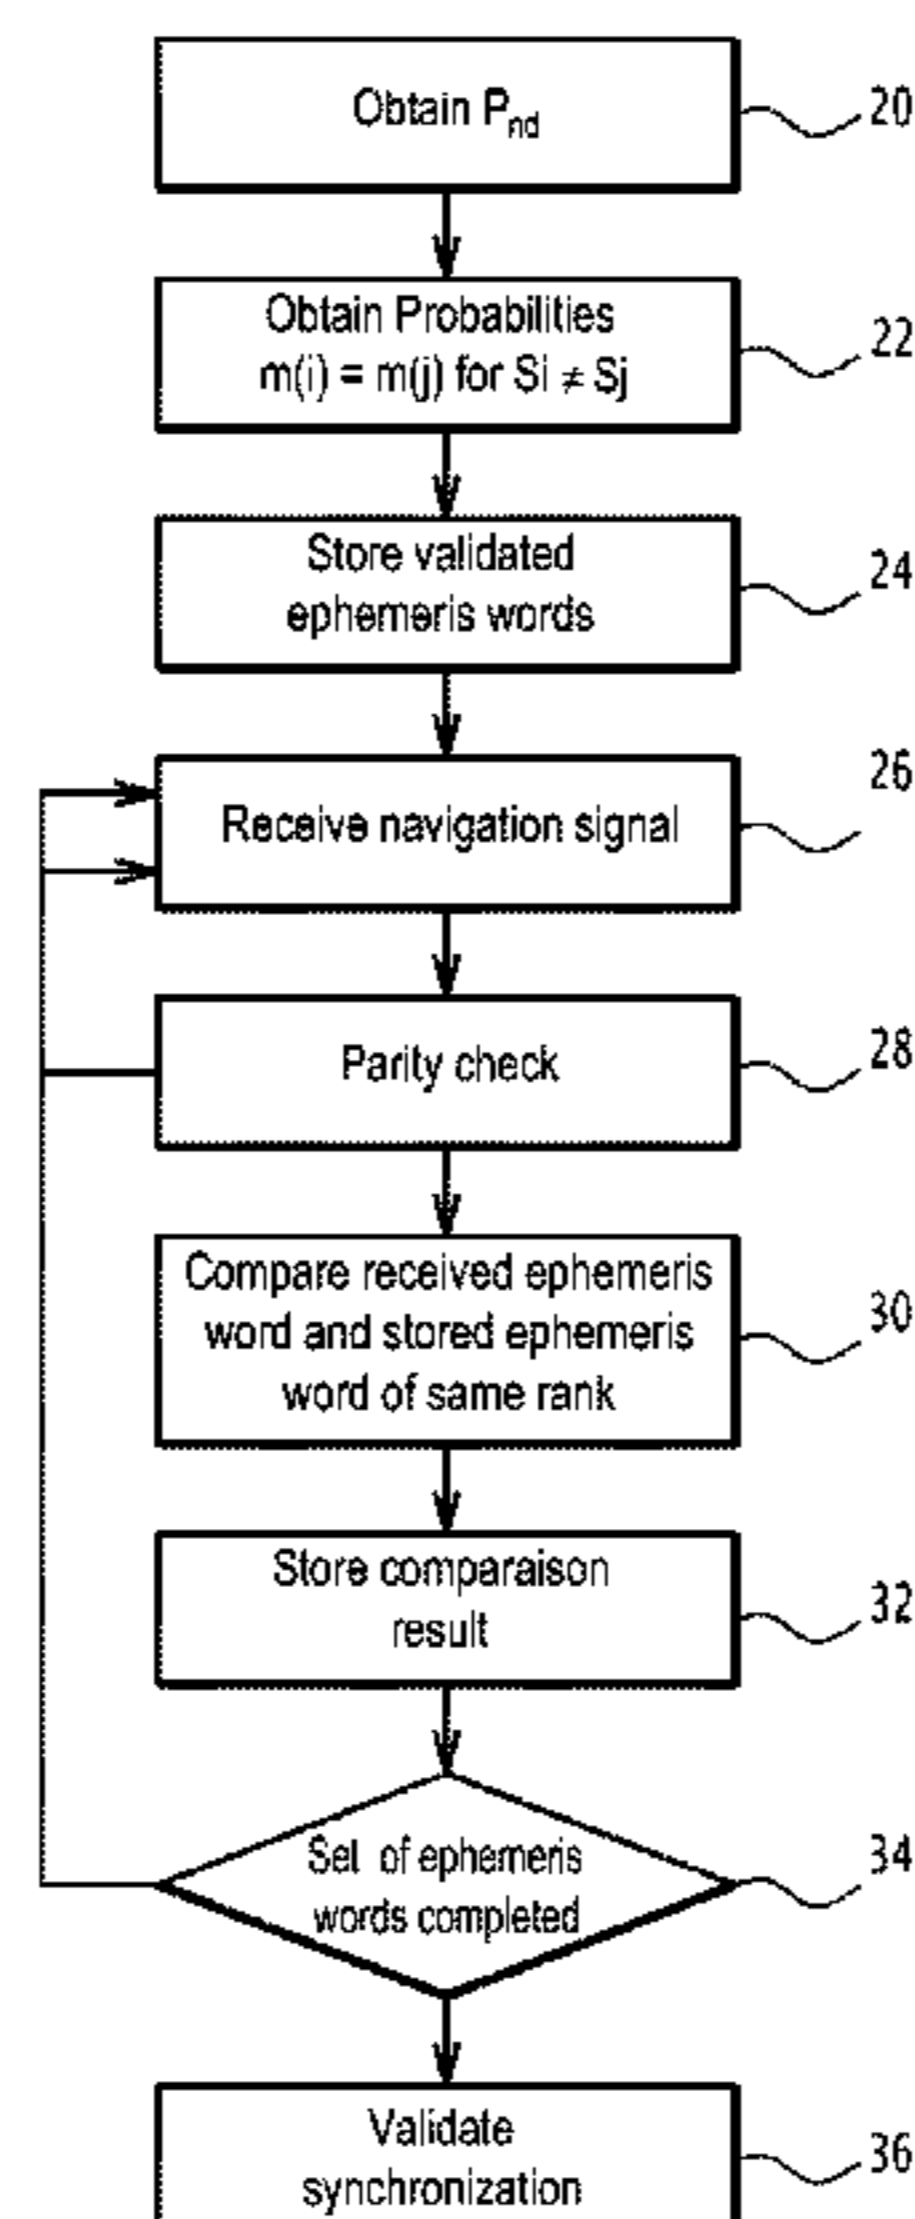 Obtain Pnd
20
Obtain Probabilities
m(i) = m(j) for Si ≠ Sj
22
Store validated
ephemeris words
24
Receive navigation signal
26
Parity check
28
Compare received ephemeris
word and stored ephemeris
word of same rank
30
Store comparaison
result
32
Set of ephemeris
words completed
34
Validate
synchronization
36